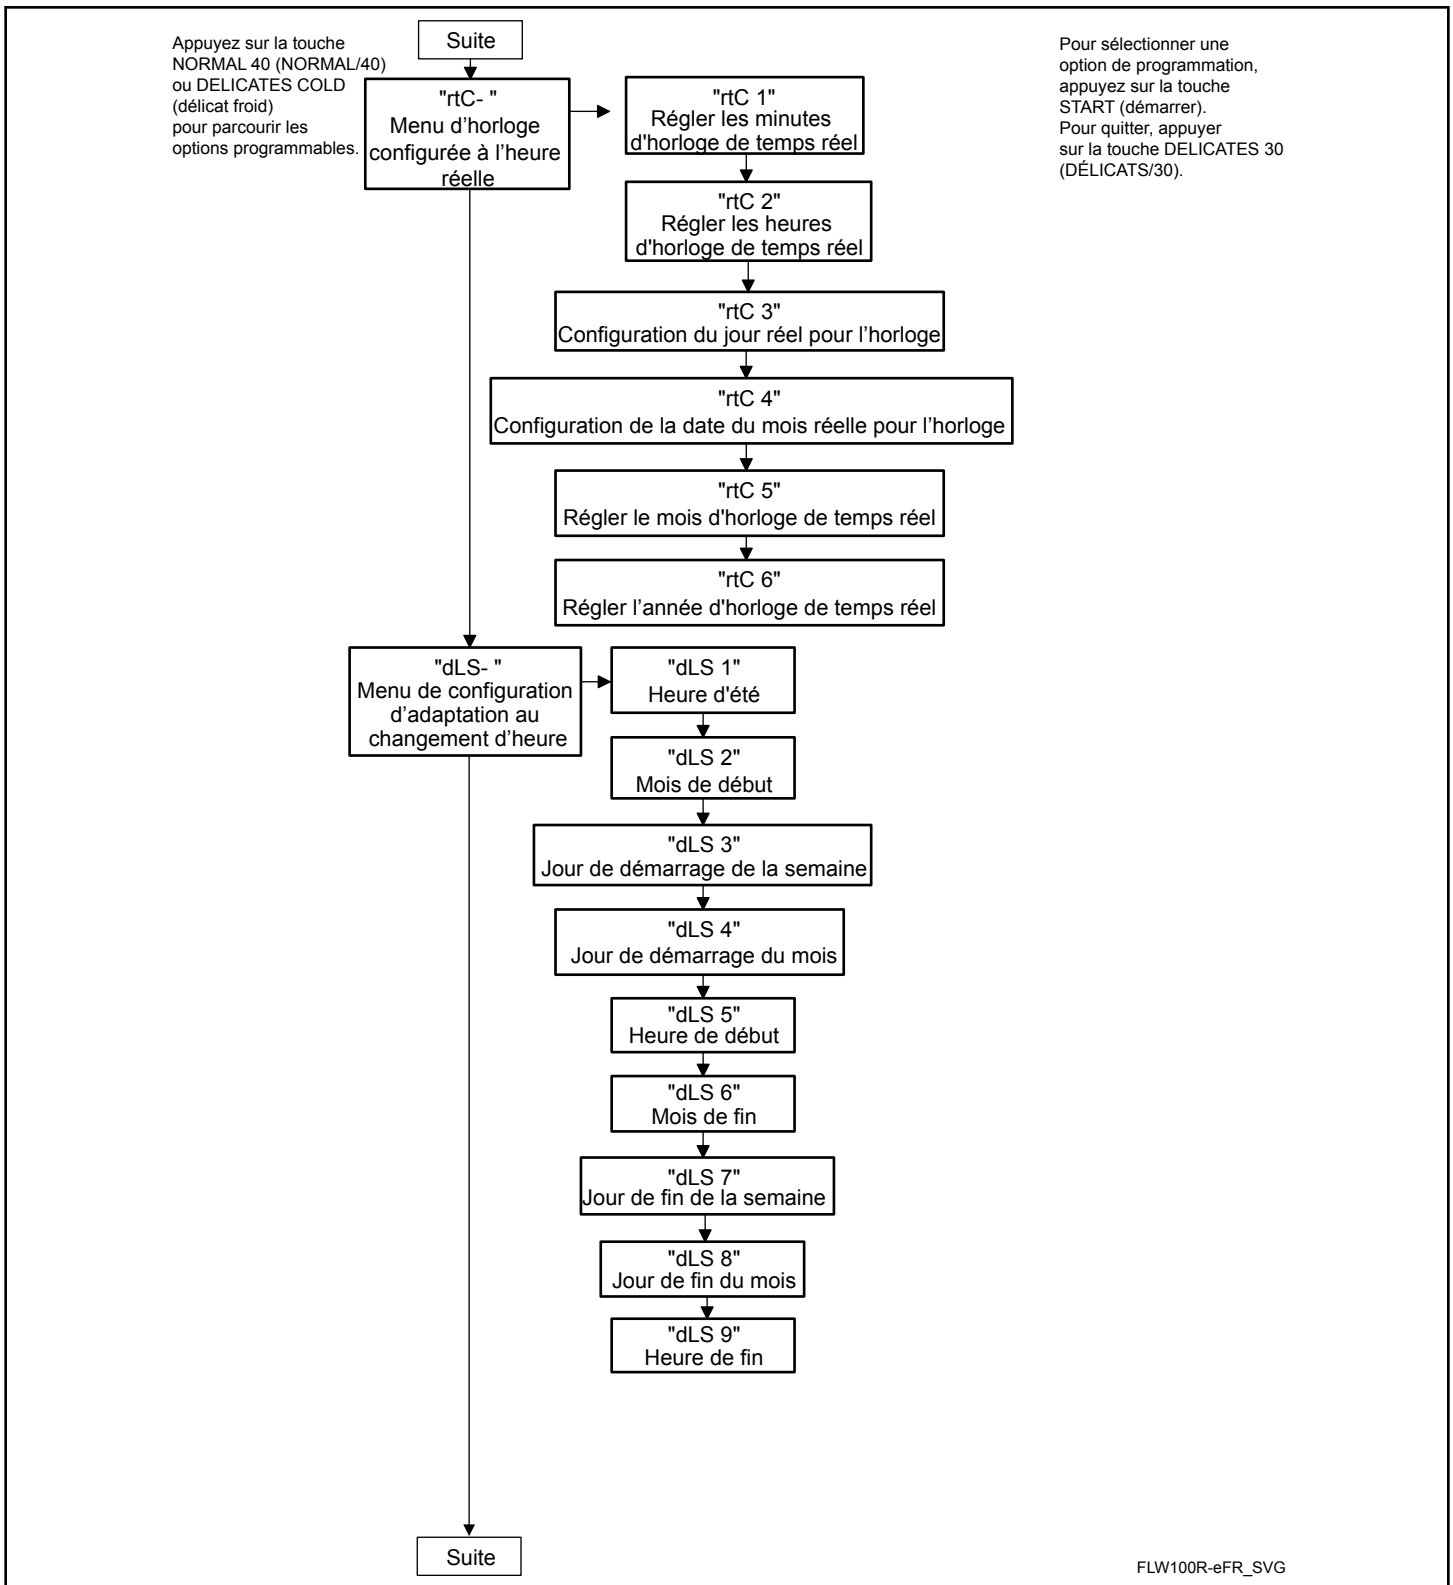 Appuyez sur la touche
NORMAL 40 (NORMAL/40)
ou DELICATES COLD
(délicat froid)
pour parcourir les
options programmables.
Suite
Pour sélectionner une
option de programmation,
appuyez sur la touche
START (démarrer).
Pour quitter, appuyer
sur la touche DELICATES 30
(DÉLICATS/30).
"rtC- "
Menu d’horloge
configurée à l’heure
réelle
"rtC 1"
Régler les minutes
d'horloge de temps réel
"rtC 2"
Régler les heures
d'horloge de temps réel
"rtC 3"
Configuration du jour réel pour l’horloge
"rtC 4"
Configuration de la date du mois réelle pour l’horloge
"rtC 5"
Régler le mois d'horloge de temps réel
"rtC 6"
Régler l’année d'horloge de temps réel
"dLS- "
Menu de configuration
d’adaptation au
changement d’heure
"dLS 1"
Heure d'été
"dLS 2"
Mois de début
"dLS 3"
Jour de démarrage de la semaine
"dLS 4"
Jour de démarrage du mois
"dLS 5"
Heure de début
"dLS 6"
Mois de fin
"dLS 7"
Jour de fin de la semaine
"dLS 8"
Jour de fin du mois
"dLS 9"
Heure de fin
Suite
FLW100R-eFR_SVG